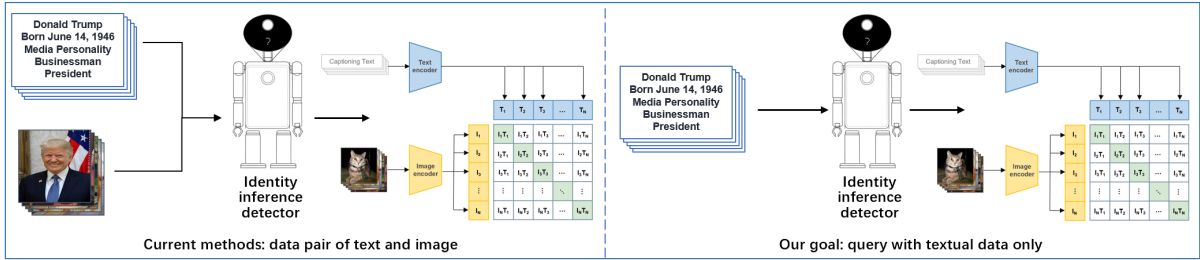 Donald Trump
Born June 14, 1946
Media Personality
Businessman
President
?
Identity
inference
detector
Captioning Text
Text
encoder
Image
encoder
T1 T2 T3 ... TN
I1 I1T1 I1T2 I1T3 ... I1TN
I2 I2T1 I2T2 I2T3 ... I2TN
I3 I3T1 I3T2 I3T3 ... I3TN
⋮ ⋮ ⋮ ⋮ ⋱ ⋮
IN INT1 INT2 INT3 ... INTN
Current methods: data pair of text and image
Donald Trump
Born June 14, 1946
Media Personality
Businessman
President
?
Identity
inference
detector
Captioning Text
Text
encoder
Image
encoder
T1 T2 T3 ... TN
I1 I1T1 I1T2 I1T3 ... I1TN
I2 I2T1 I2T2 I2T3 ... I2TN
I3 I3T1 I3T2 I3T3 ... I3TN
⋮ ⋮ ⋮ ⋮ ⋱ ⋮
IN INT1 INT2 INT3 ... INTN
Our goal: query with textual data only